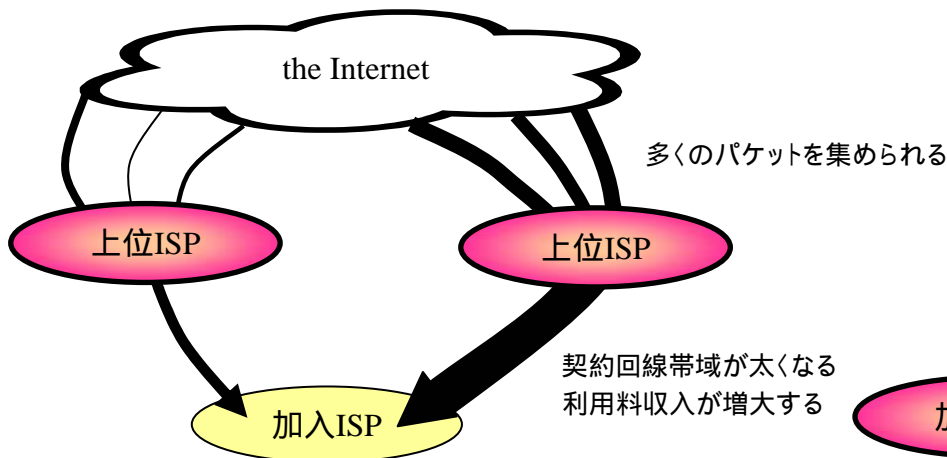 the Internet
多くのパケットを集められる
上位ISP
上位ISP
契約回線帯域が太くなる
利用料収入が増大する
加入ISP